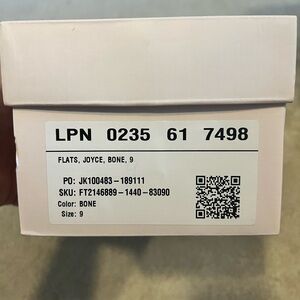 LPN 0235 61 7498
FLATS, JOYCE, BONE, 9
PO: JK100483-189111
SKU: FT2146889-1440-83090
Color: BONE
Size: 9